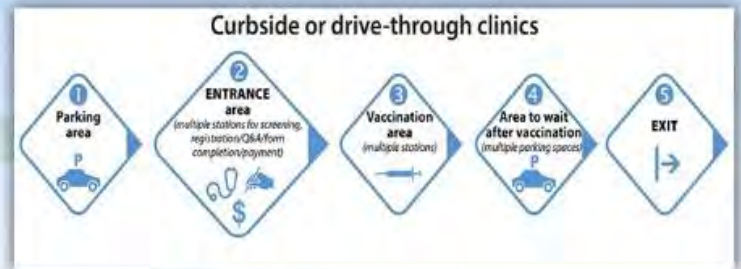 Curbside or drive-through clinics
1
Parking
area
P
2
ENTRANCE
area
(multiple stations for screening,
registration/Q&A/form
completion/payment)
$
3
Vaccination
area
(multiple stations)
4
Area to wait
after vaccination
(multiple parking spaces)
P
5
EXIT